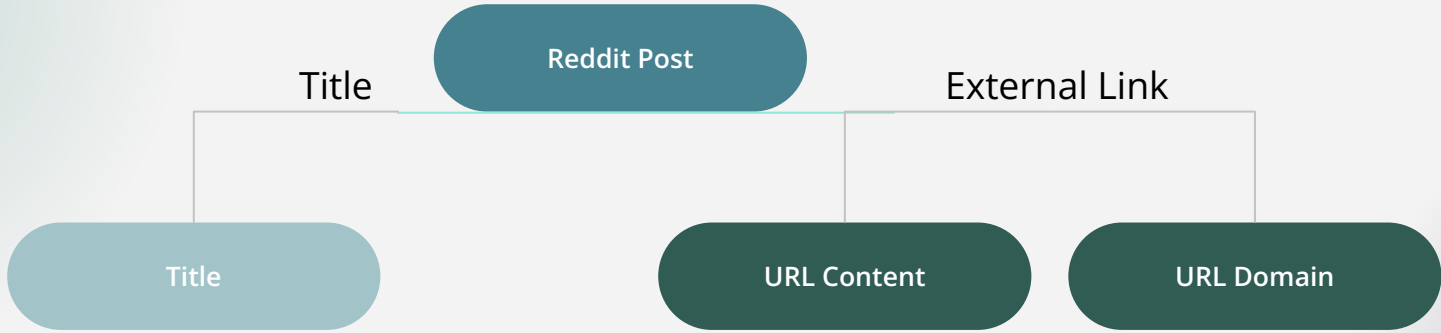 Reddit Post
Title
External Link
Title
URL Content
URL Domain